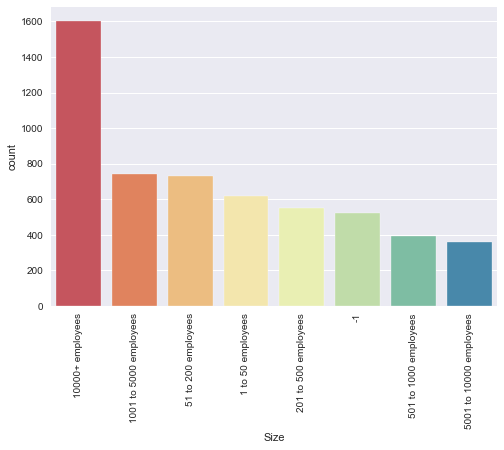 1600
1400
1200
1000
800
600
400
200
0
count
10000+ employees
1001 to 5000 employees
51 to 200 employees
1 to 50 employees
201 to 500 employees
-1
501 to 1000 employees
5001 to 10000 employees
Size